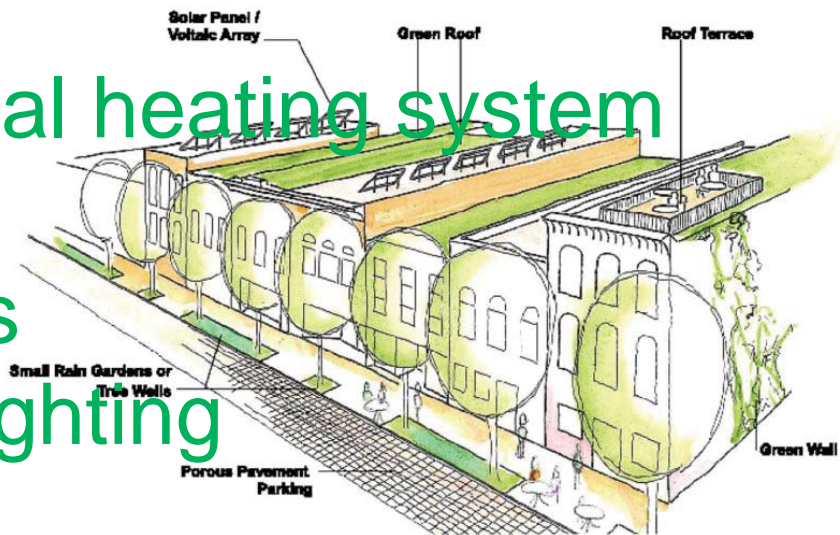 Solar Panel /
Voltaic Array
Green Roof
Roof Terrace
al heating system
s
Small Rain Gardens or
Tree Wells
ghting
Green Wall
Porous Pavement
Parking